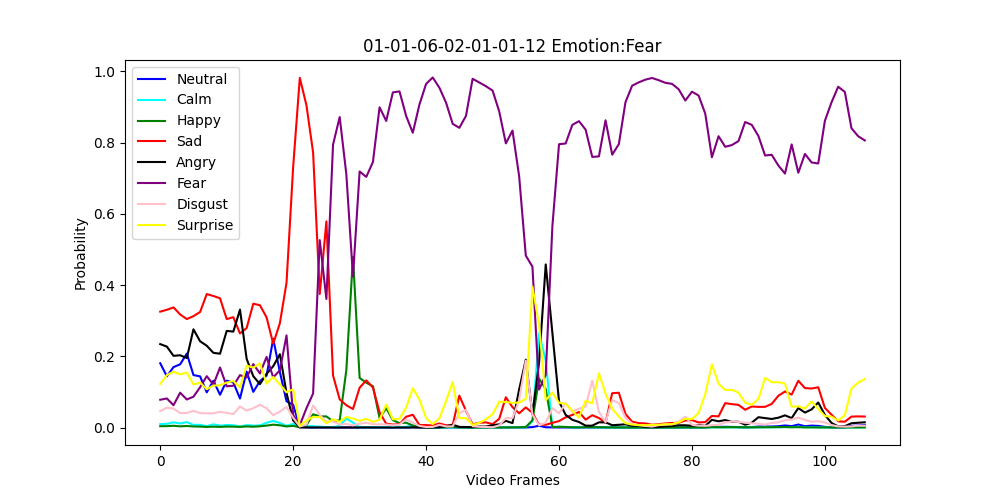 01-01-06-02-01-01-12 Emotion:Fear
1.0
0.8
0.6
0.4
0.2
0.0
Probability
Neutral
Calm
Happy
Sad
Angry
Fear
Disgust
Surprise
0 20 40 60 80 100
Video Frames